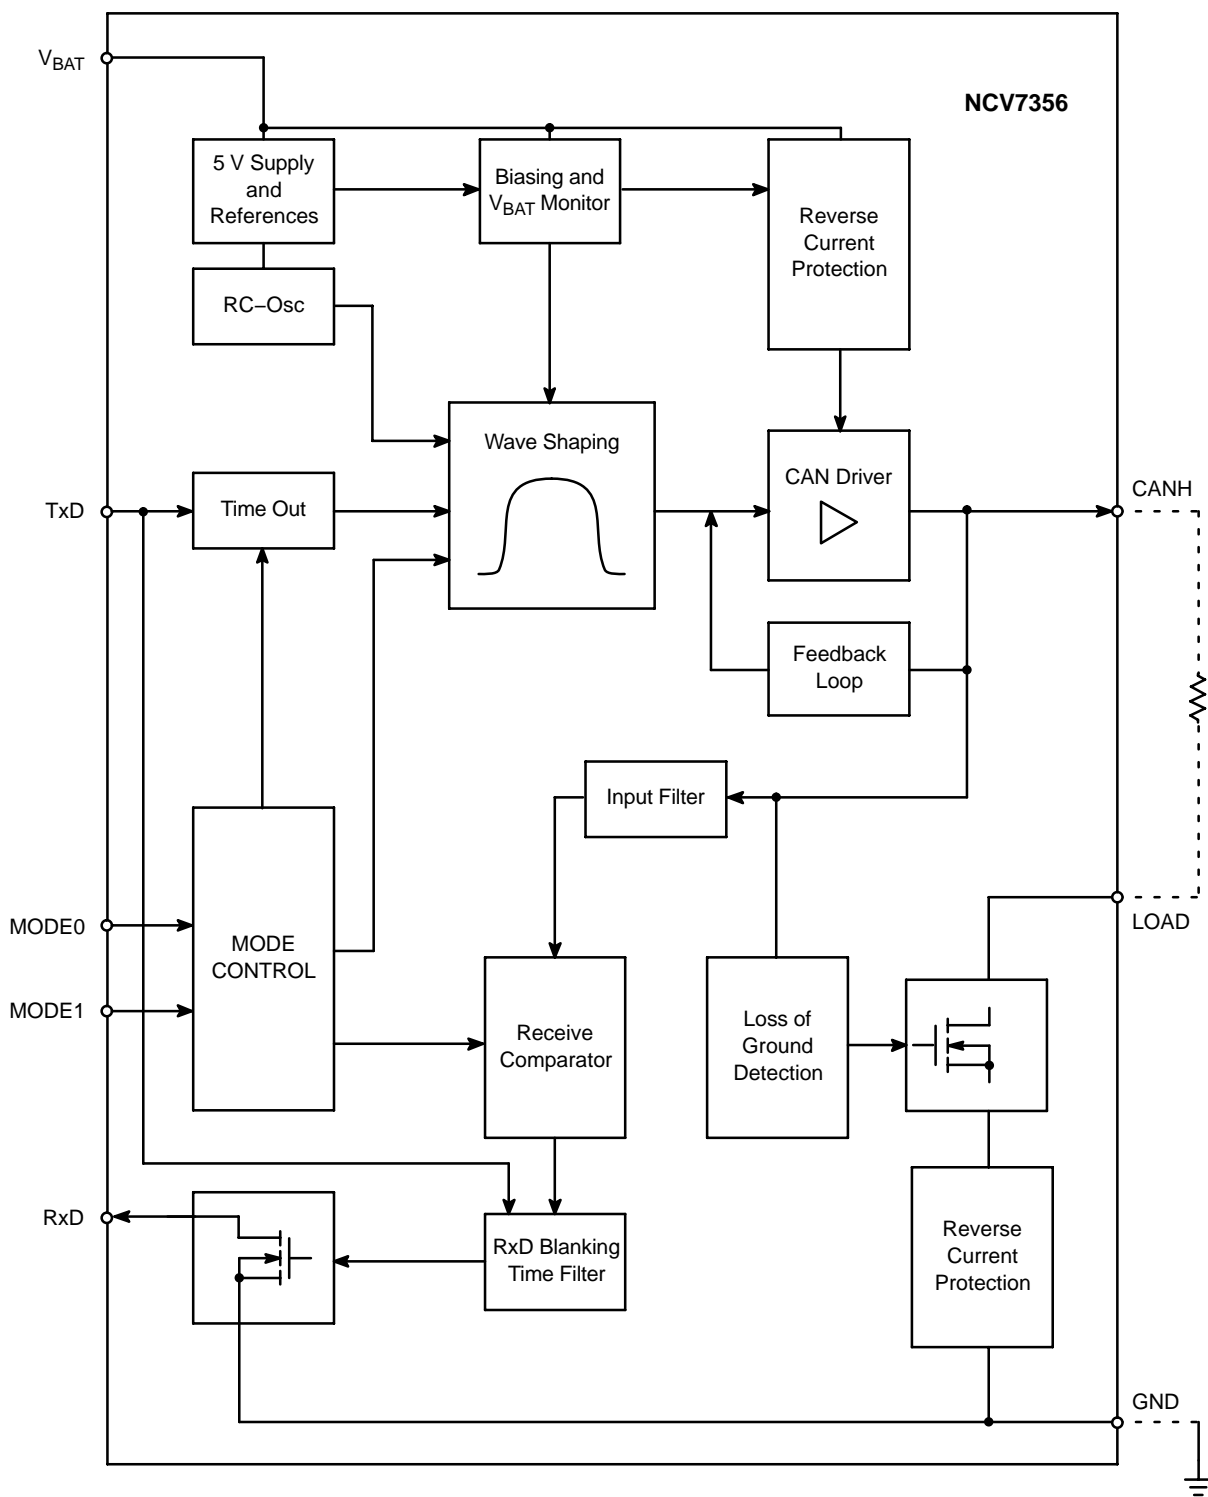 V_BAT
NCV7356
5 V Supply
and
References
Biasing and
V_BAT Monitor
Reverse
Current
Protection
RC–Osc
Wave Shaping
CAN Driver
CANH
TxD
Time Out
Feedback
Loop
Input Filter
MODE0
LOAD
MODE
CONTROL
MODE1
Receive
Comparator
Loss of
Ground
Detection
RxD
RxD Blanking
Time Filter
Reverse
Current
Protection
GND